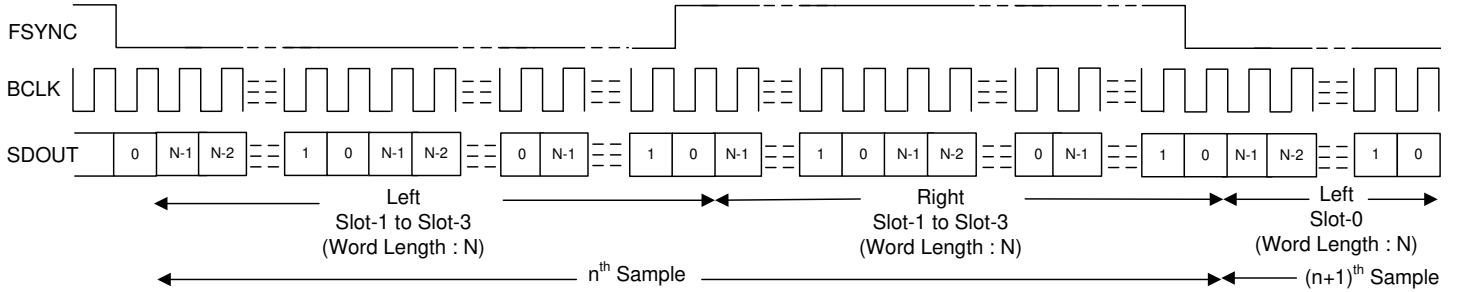 FSYNC
BCLK
SDOUT 0 N-1 N-2 1 0 N-1 N-2 0 N-1 1 0 N-1 1 0 N-1 N-2 0 N-1 1 0 N-1 N-2 1 0
Left Right Left
Slot-1 to Slot-3 Slot-1 to Slot-3 Slot-0
(Word Length : N) (Word Length : N) (Word Length : N)
nth Sample (n+1)th Sample